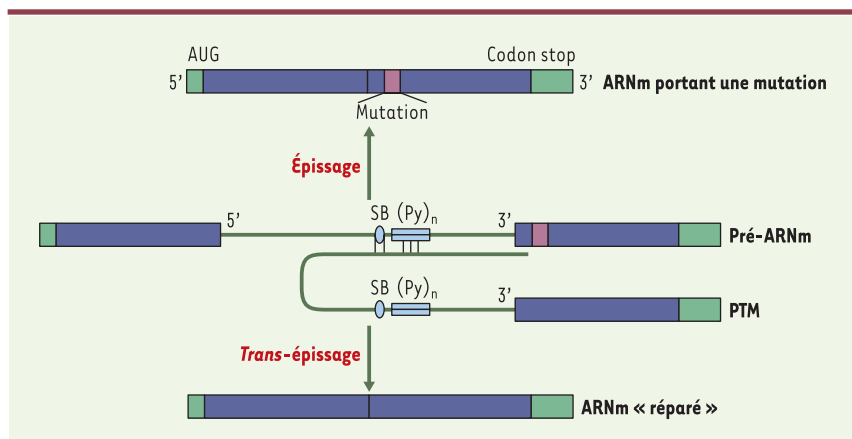 AUG Codon stop
5’ 3’ ARNm portant une mutation
Mutation
Épissage
SB (Py)n
5’ 3’
Pré-ARNm
SB (Py)n
3’
PTM
Trans-épissage
ARNm « réparé »